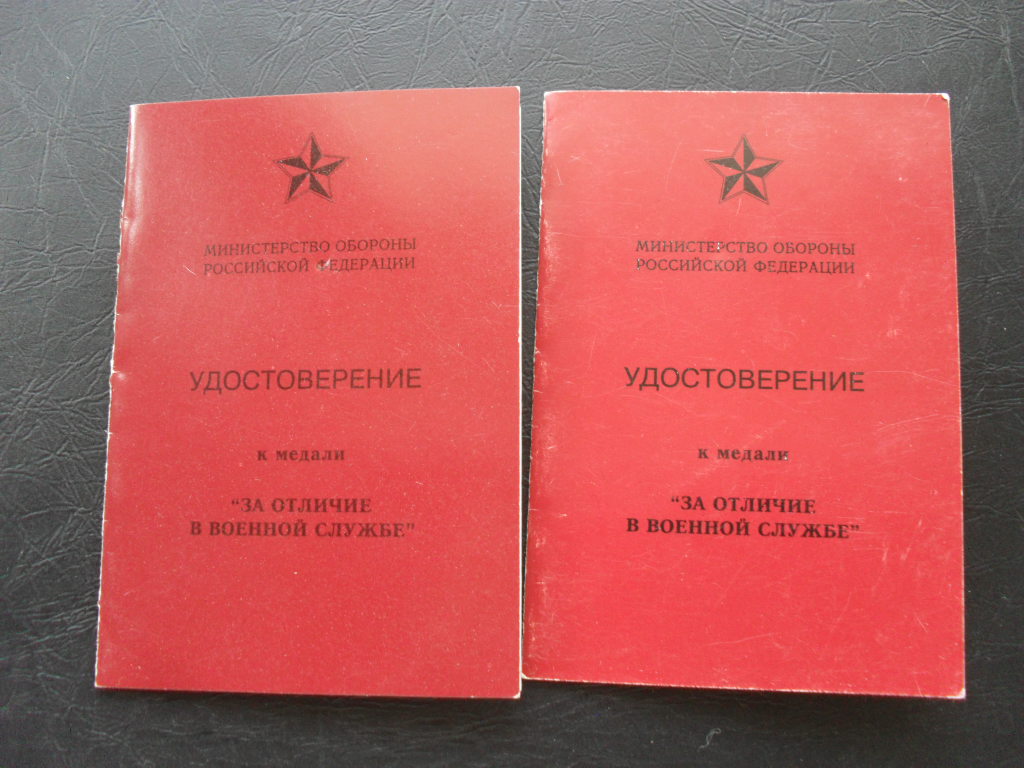 МИНИСТЕРСТВО ОБОРОНЫ
РОССИЙСКОЙ ФЕДЕРАЦИИ
УДОСТОВЕРЕНИЕ
к медали
"ЗА ОТЛИЧИЕ
В ВОЕННОЙ СЛУЖБЕ"
МИНИСТЕРСТВО ОБОРОНЫ
РОССИЙСКОЙ ФЕДЕРАЦИИ
УДОСТОВЕРЕНИЕ
к медали
"ЗА ОТЛИЧИЕ
В ВОЕННОЙ СЛУЖБЕ"